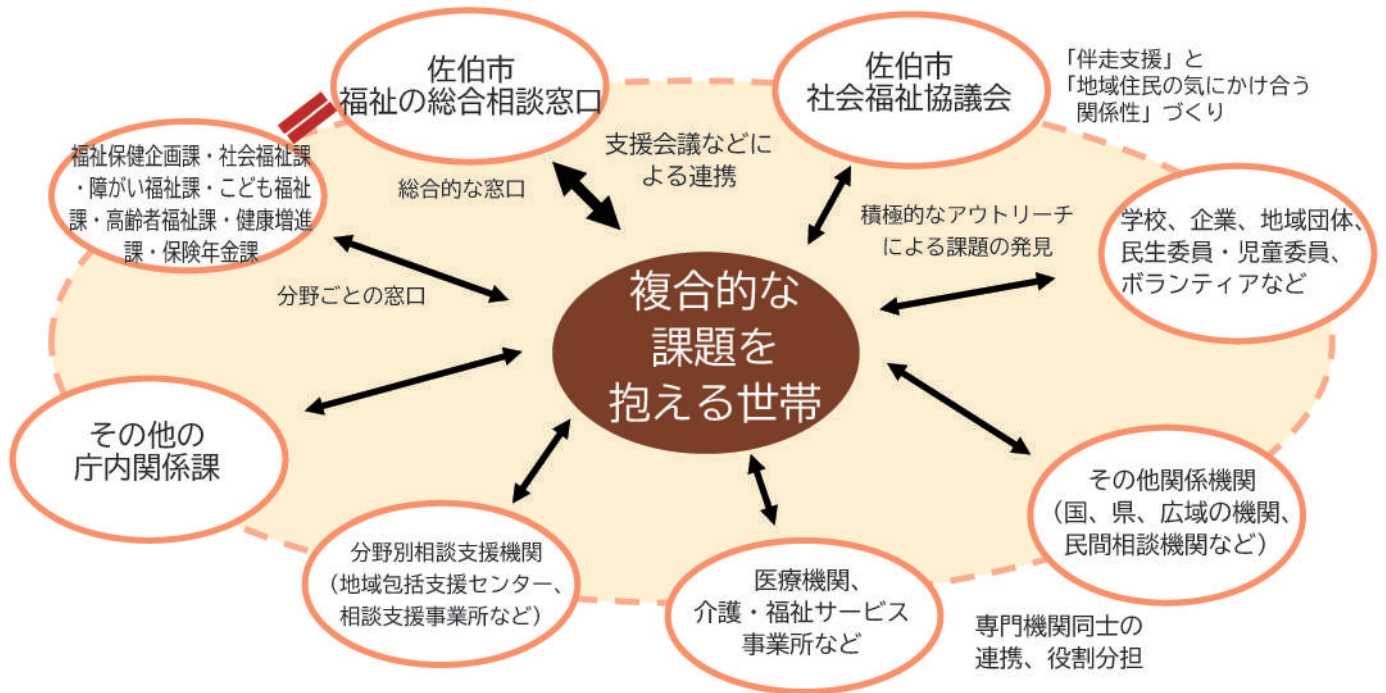 佐伯市
福祉の総合相談窓口
佐伯市
社会福祉協議会
「伴走支援」と
「地域住民の気にかけ合う
関係性」づくり
福祉保健企画課・社会福祉課
・障がい福祉課・こども福祉
課・高齢者福祉課・健康増進
課・保険年金課
総合的な窓口
支援会議などに
よる連携
積極的なアウトリーチ
による課題の発見
学校、企業、地域団体、
民生委員・児童委員、
ボランティアなど
分野ごとの窓口
複合的な
課題を
抱える世帯
その他の
庁内関係課
その他関係機関
（国、県、広域の機関、
民間相談機関など）
分野別相談支援機関
（地域包括支援センター、
相談支援事業所など）
医療機関、
介護・福祉サービス
事業所など
専門機関同士の
連携、役割分担